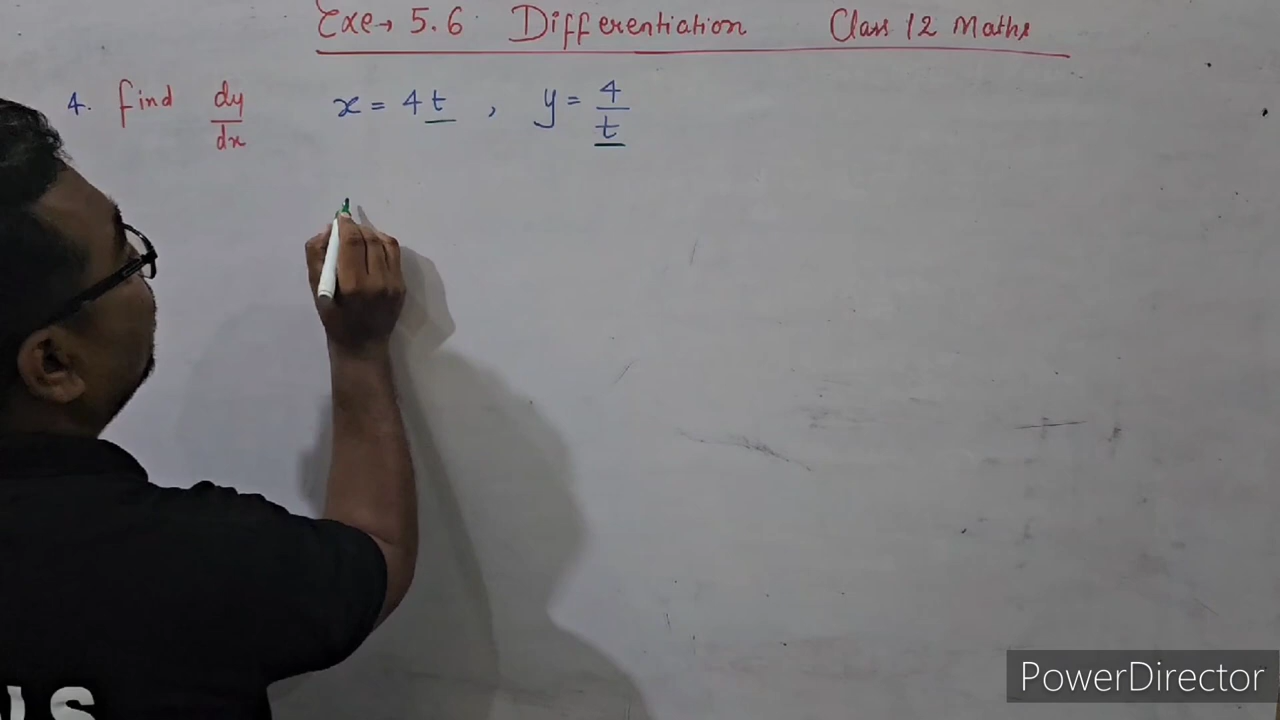 Exe→ 5.6 Differentiation Class 12 Maths
4. find dy/dx x = 4t , y = 4/t
PowerDirector